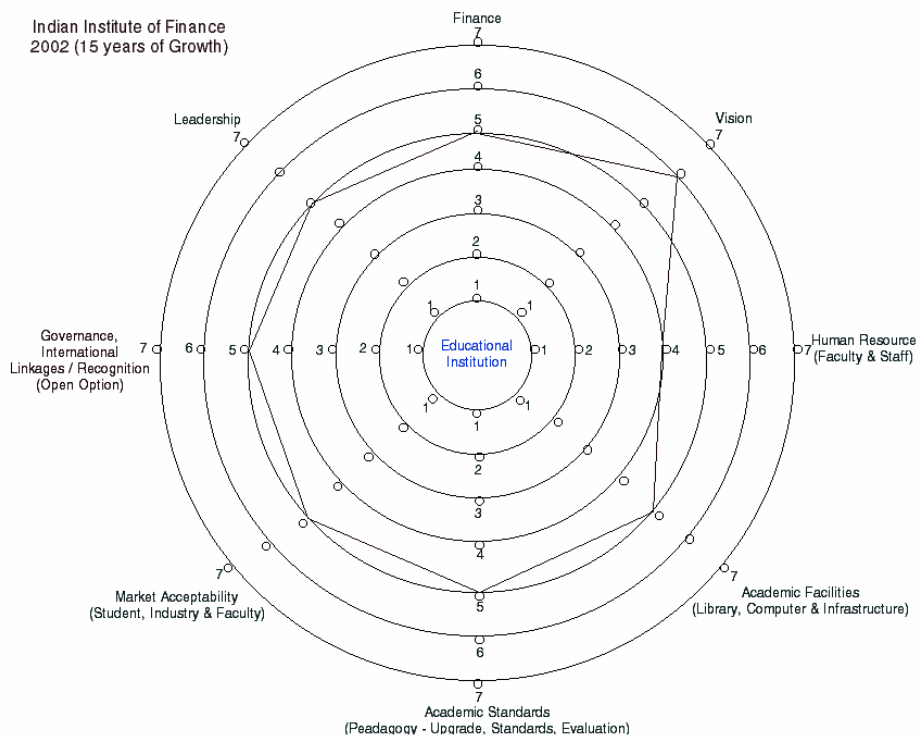 Indian Institute of Finance
2002 (15 years of Growth)
Finance
7
6
5
4
3
2
1
Leadership
7
1
Vision
7
1
Governance,
International
Linkages / Recognition
(Open Option)
7 6 5 4 3 2 1
Educational
Institution
1 2 3 4 5 6 7
Human Resource
(Faculty & Staff)
1
7
Market Acceptability
(Student, Industry & Faculty)
1
7
Academic Facilities
(Library, Computer & Infrastructure)
1
2
3
4
5
6
7
Academic Standards
(Peadagogy - Upgrade, Standards, Evaluation)